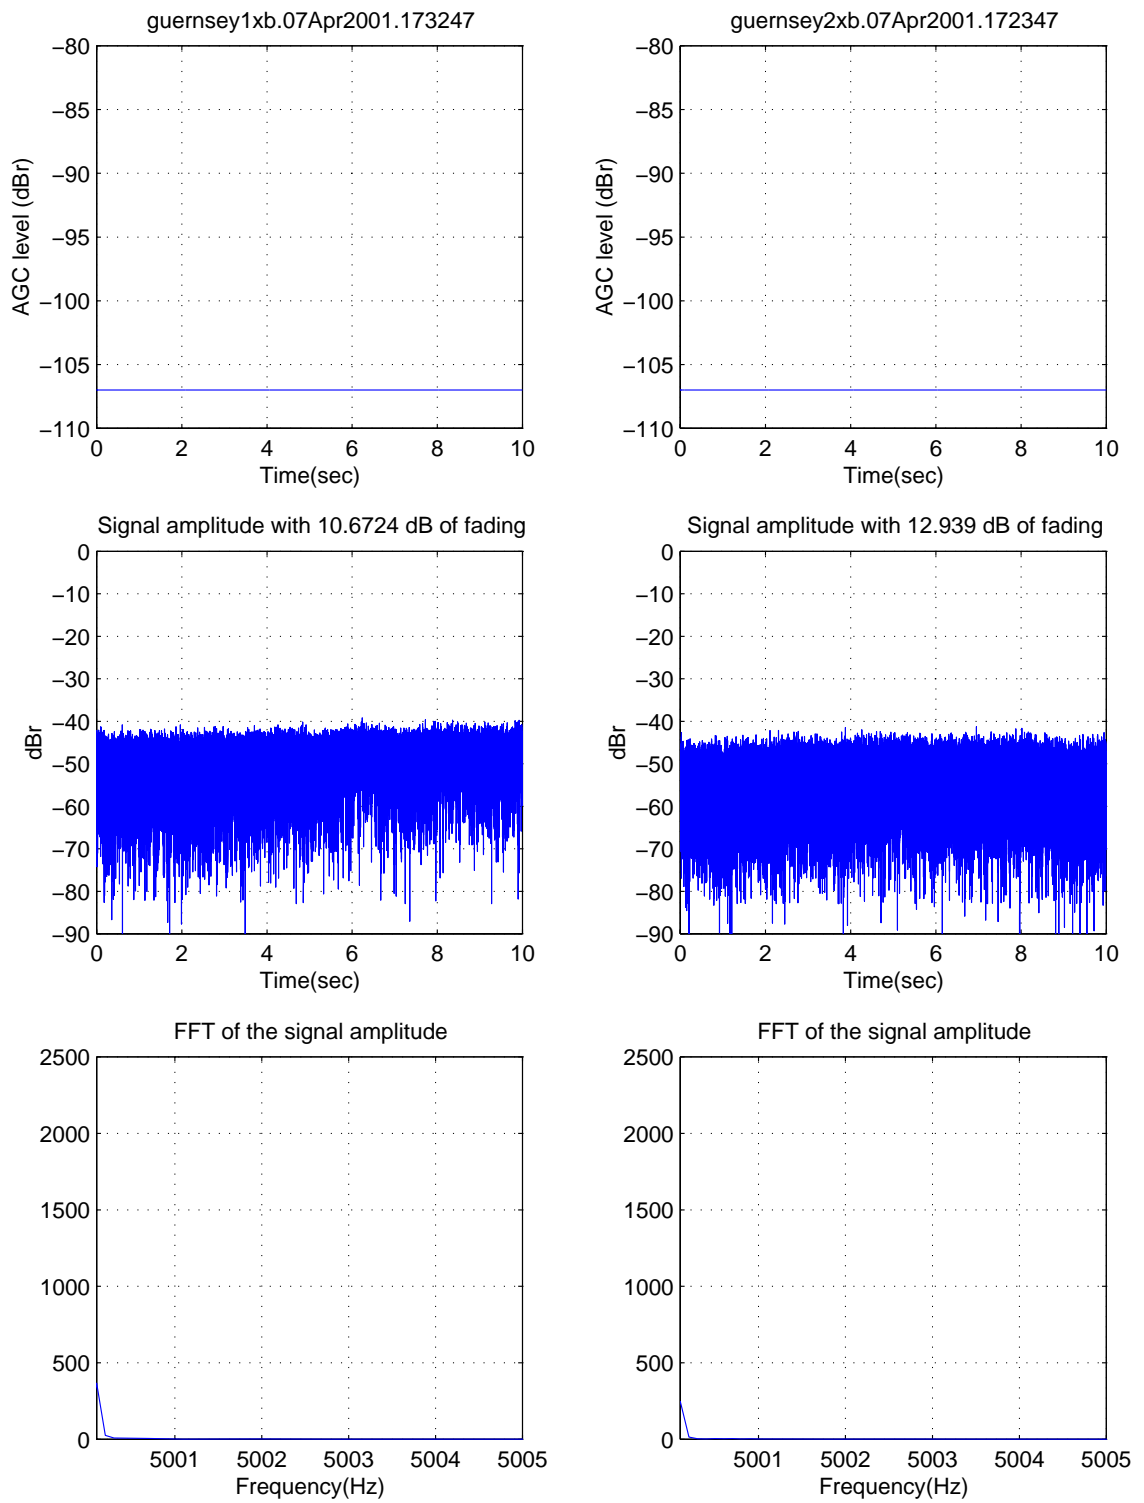 guernsey1xb.07Apr2001.173247
−80
−85
−90
−95
−100
−105
−110
AGC level (dBr)
0 2 4 6 8 10
Time(sec)
guernsey2xb.07Apr2001.172347
−80
−85
−90
−95
−100
−105
−110
AGC level (dBr)
0 2 4 6 8 10
Time(sec)
Signal amplitude with 10.6724 dB of fading
0
−10
−20
−30
−40
−50
−60
−70
−80
−90
dBr
0 2 4 6 8 10
Time(sec)
Signal amplitude with 12.939 dB of fading
0
−10
−20
−30
−40
−50
−60
−70
−80
−90
dBr
0 2 4 6 8 10
Time(sec)
FFT of the signal amplitude
2500
2000
1500
1000
500
0
5001 5002 5003 5004 5005
Frequency(Hz)
FFT of the signal amplitude
2500
2000
1500
1000
500
0
5001 5002 5003 5004 5005
Frequency(Hz)